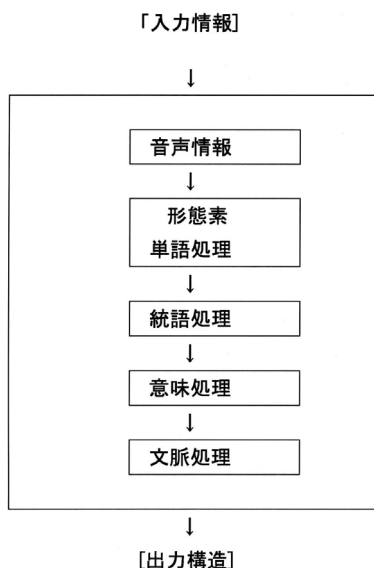 「入力情報]
↓
音声情報
↓
形態素
単語処理
↓
統語処理
↓
意味処理
↓
文脈処理
↓
[出力構造]